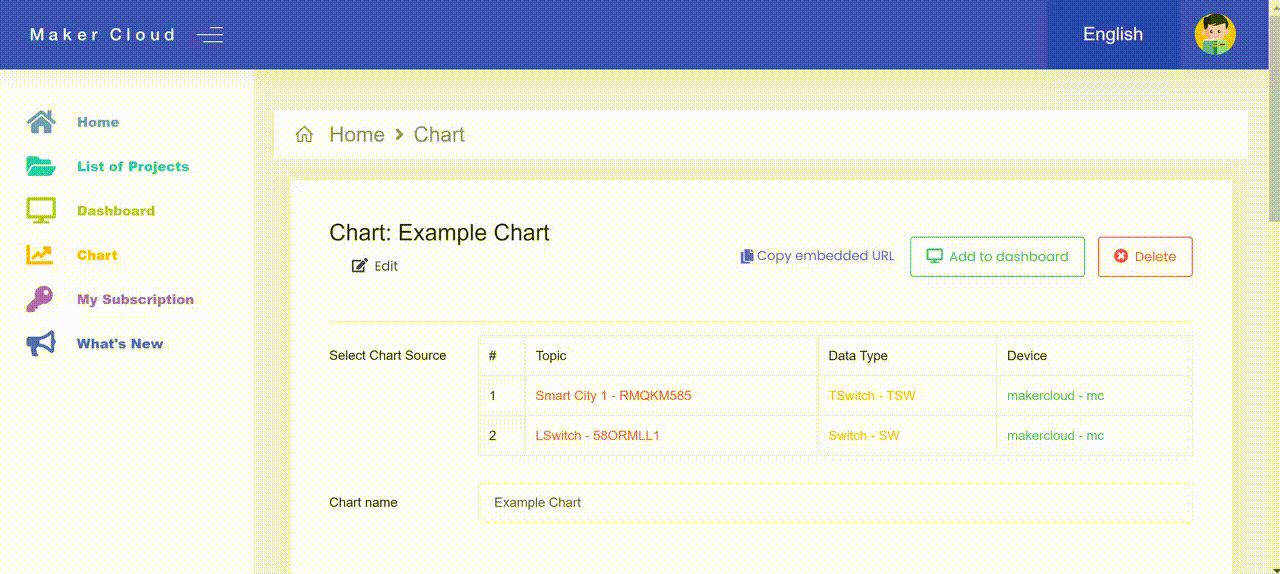 Maker Cloud
English
Home
List of Projects
Dashboard
Chart
My Subscription
What's New
Home > Chart
Chart: Example Chart
Edit
Copy embedded URL
Add to dashboard
Delete
Select Chart Source
# Topic Data Type Device
1 Smart City 1 - RMQKM585 TSwitch - TSW makercloud - mc
2 LSwitch - 58ORMLL1 Switch - SW makercloud - mc
Chart name Example Chart